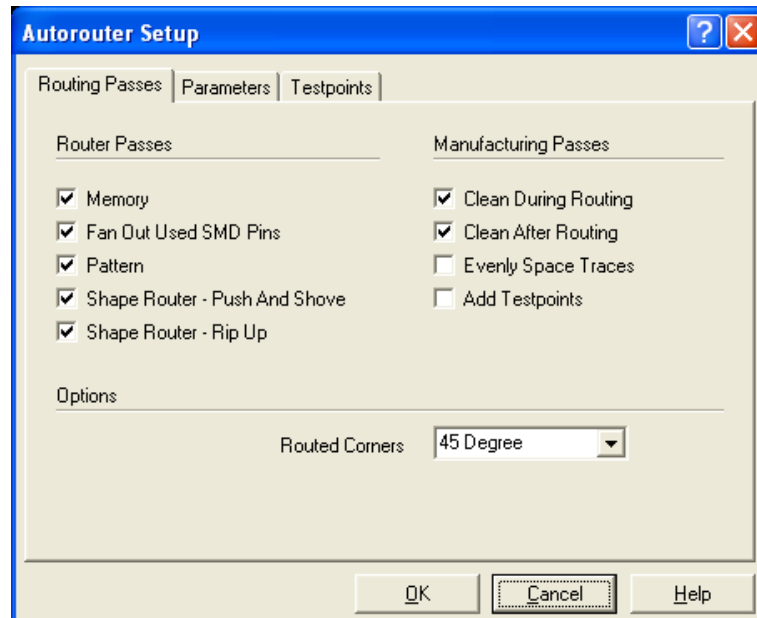 Autorouter Setup
Routing Passes Parameters Testpoints
Router Passes
Memory
Fan Out Used SMD Pins
Pattern
Shape Router - Push And Shove
Shape Router - Rip Up
Manufacturing Passes
Clean During Routing
Clean After Routing
Evenly Space Traces
Add Testpoints
Options
Routed Corners 45 Degree
OK Cancel Help